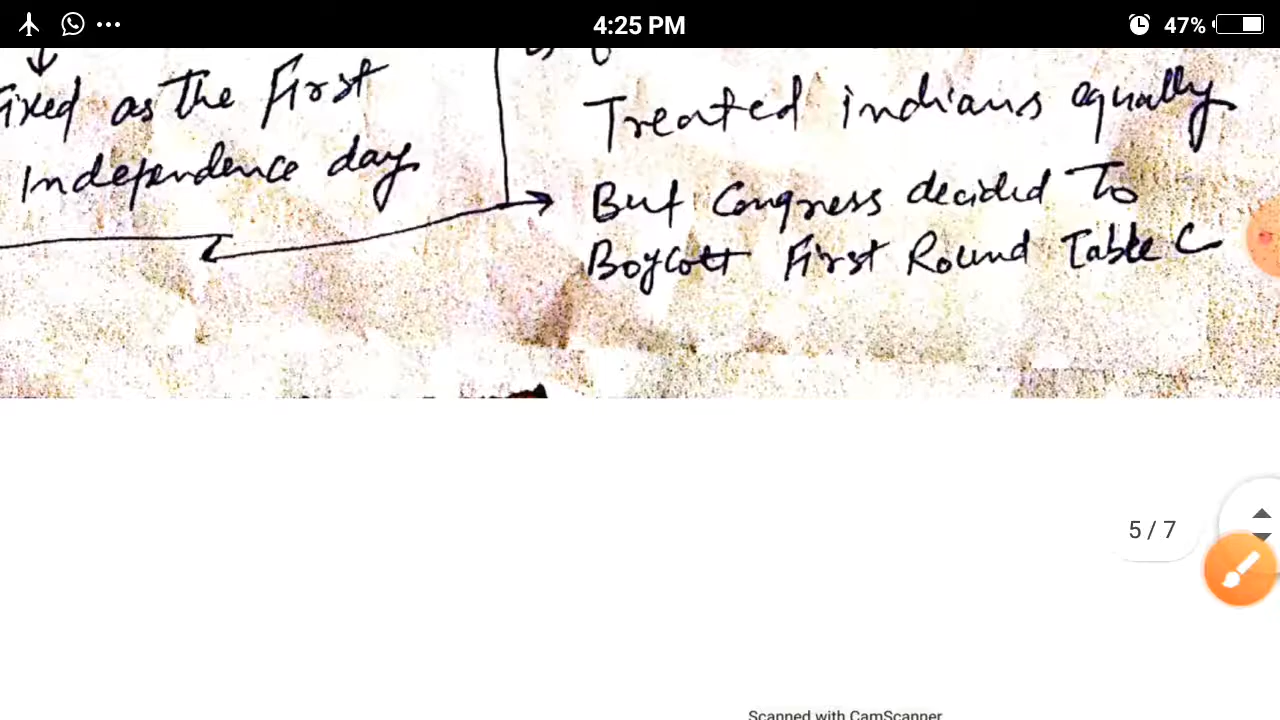 4:25 PM
47%
fixed as the First
Independence day
Treated indians equally
But Congress decided To
Boycott First Round Table C
5 / 7
Scanned with CamScanner